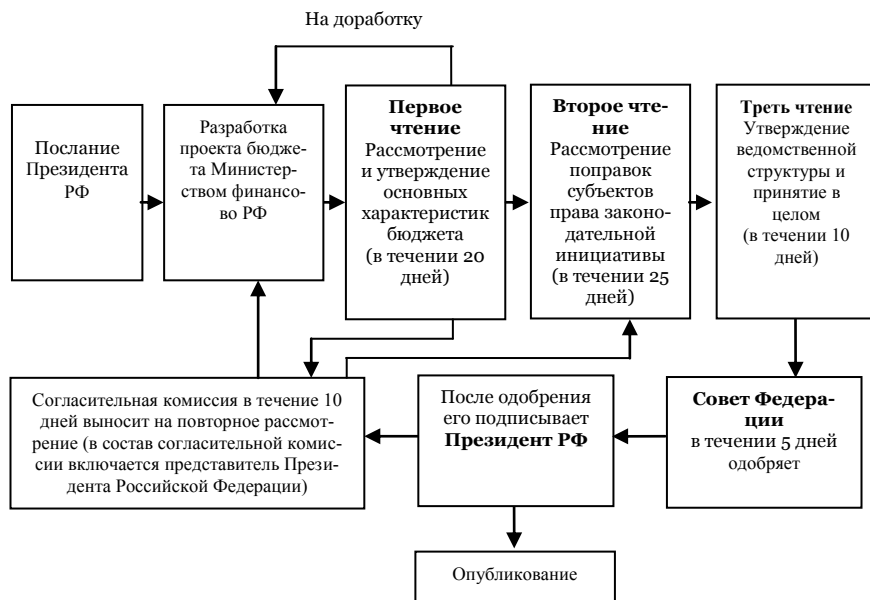 На доработку
Послание
Президента
РФ
Разработка
проекта бюдже-
та Министер-
ством финансо-
во РФ
Первое
чтение
Рассмотрение
и утверждение
основных
характеристик
бюджета
(в течении 20
дней)
Второе чте-
ние
Рассмотрение
поправок
субъектов
права законо-
дательной
инициативы
(в течении 25
дней)
Треть чтение
Утверждение
ведомственной
структуры и
принятие в
целом
(в течении 10
дней)
Согласительная комиссия в течение 10
дней выносит на повторное рассмот-
рение (в состав согласительной комис-
сии включается представитель Прези-
дента Российской Федерации)
После одобрения
его подписывает
Президент РФ
Совет Федера-
ции
в течении 5 дней
одобряет
Опубликование